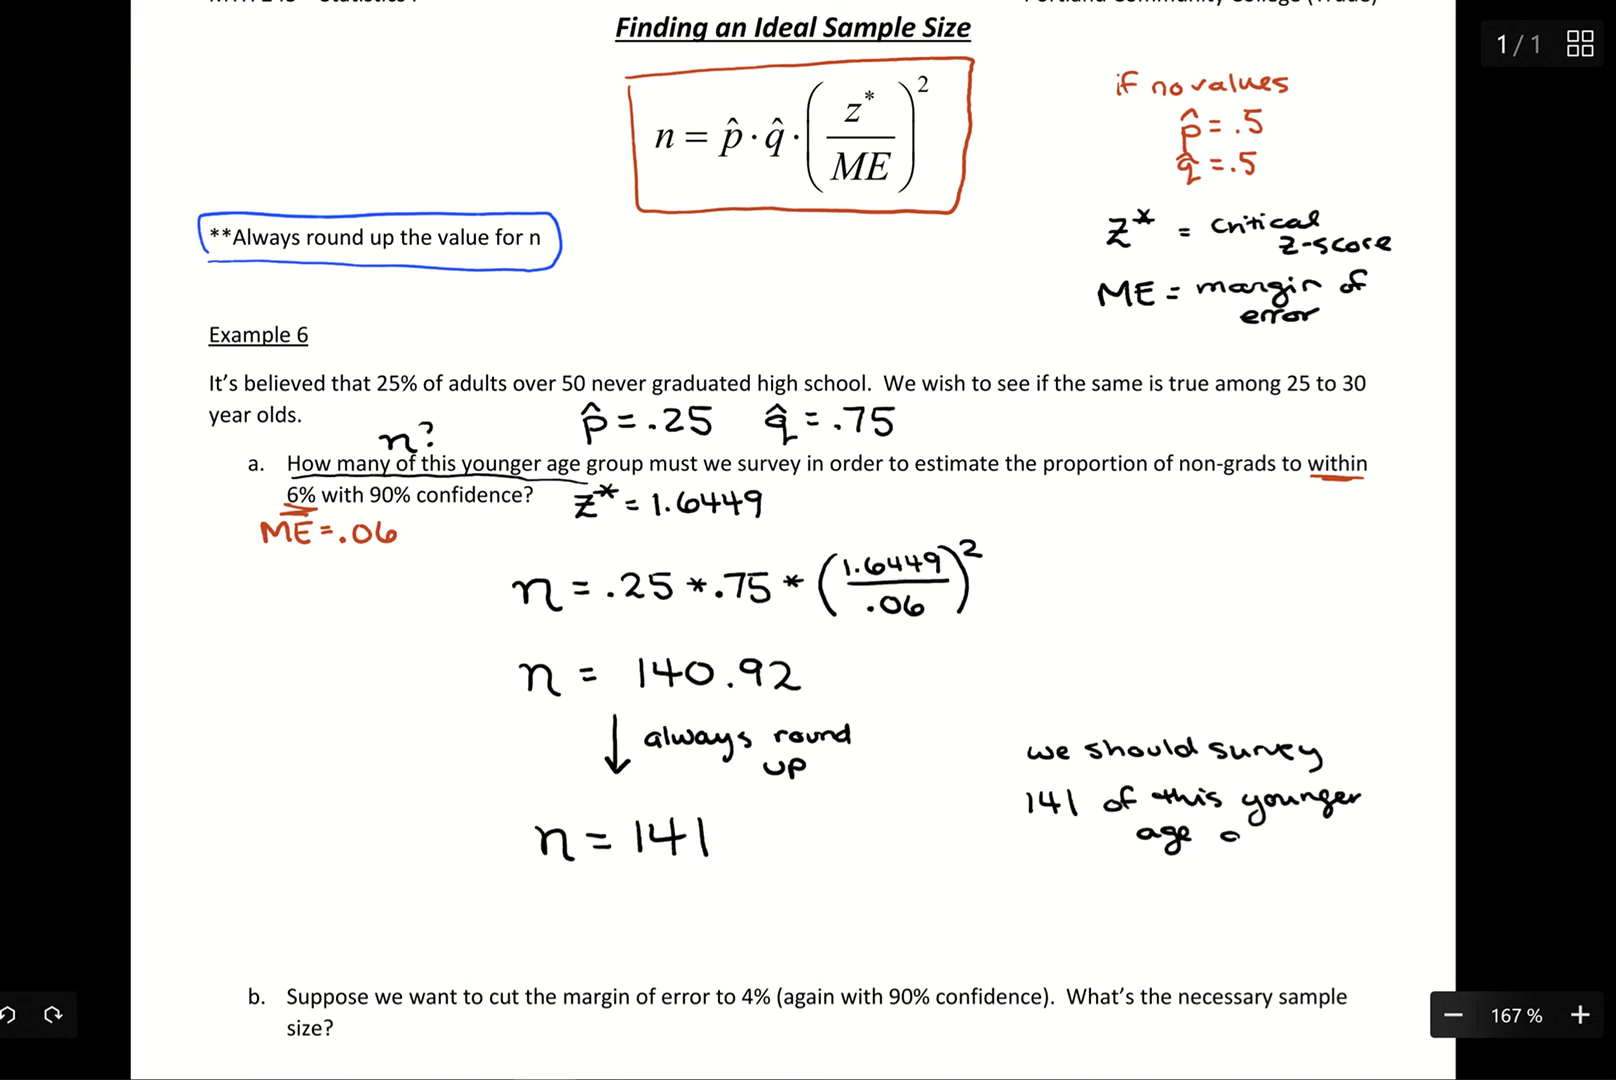 Finding an Ideal Sample Size
1 / 1
if no values
n = p̂ · q̂ · (z* / ME)²
p̂ = .5
q̂ = .5
z* = critical
z-score
**Always round up the value for n
ME = margin of
error
Example 6
It's believed that 25% of adults over 50 never graduated high school. We wish to see if the same is true among 25 to 30
year olds.
p̂ = .25 q̂ = .75
n?
a. How many of this younger age group must we survey in order to estimate the proportion of non-grads to within
6% with 90% confidence?
z* = 1.6449
ME = .06
n = .25 * .75 * (1.6449 / .06)²
n = 140.92
↓ always round
up
we should survey
141 of this younger
age
n = 141
b. Suppose we want to cut the margin of error to 4% (again with 90% confidence). What's the necessary sample
size?
167 %